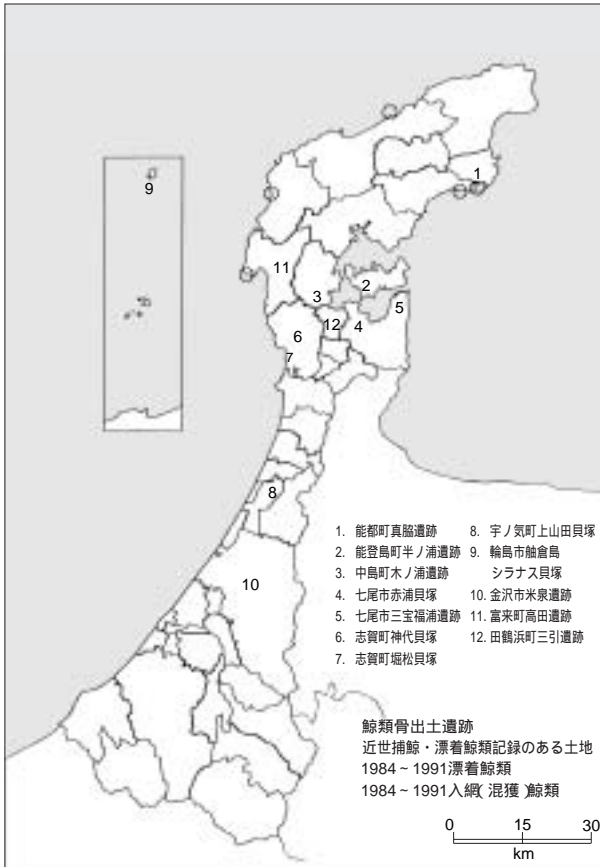 9
1
11
2
3
5
12
4
6
7
8
10
1. 能都町真脇遺跡
2. 能登島町半ノ浦遺跡
3. 中島町木ノ浦遺跡
4. 七尾市赤浦貝塚
5. 七尾市三宝福浦遺跡
6. 志賀町神代貝塚
7. 志賀町堀松貝塚
8. 宇ノ気町上山田貝塚
9. 輪島市舳倉島
シラナス貝塚
10. 金沢市米泉遺跡
11. 富来町高田遺跡
12. 田鶴浜町三引遺跡
鯨類骨出土遺跡
近世捕鯨・漂着鯨類記録のある土地
1984～1991漂着鯨類
1984～1991入網(混獲)鯨類
0 15 30
km